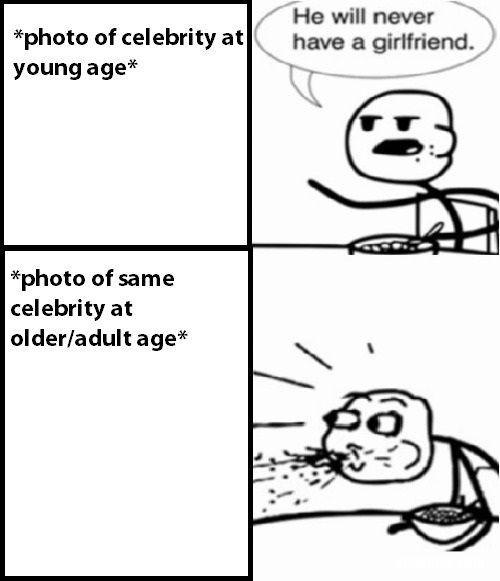 *photo of celebrity at
young age*
He will never
have a girlfriend.
*photo of same
celebrity at
older/adult age*